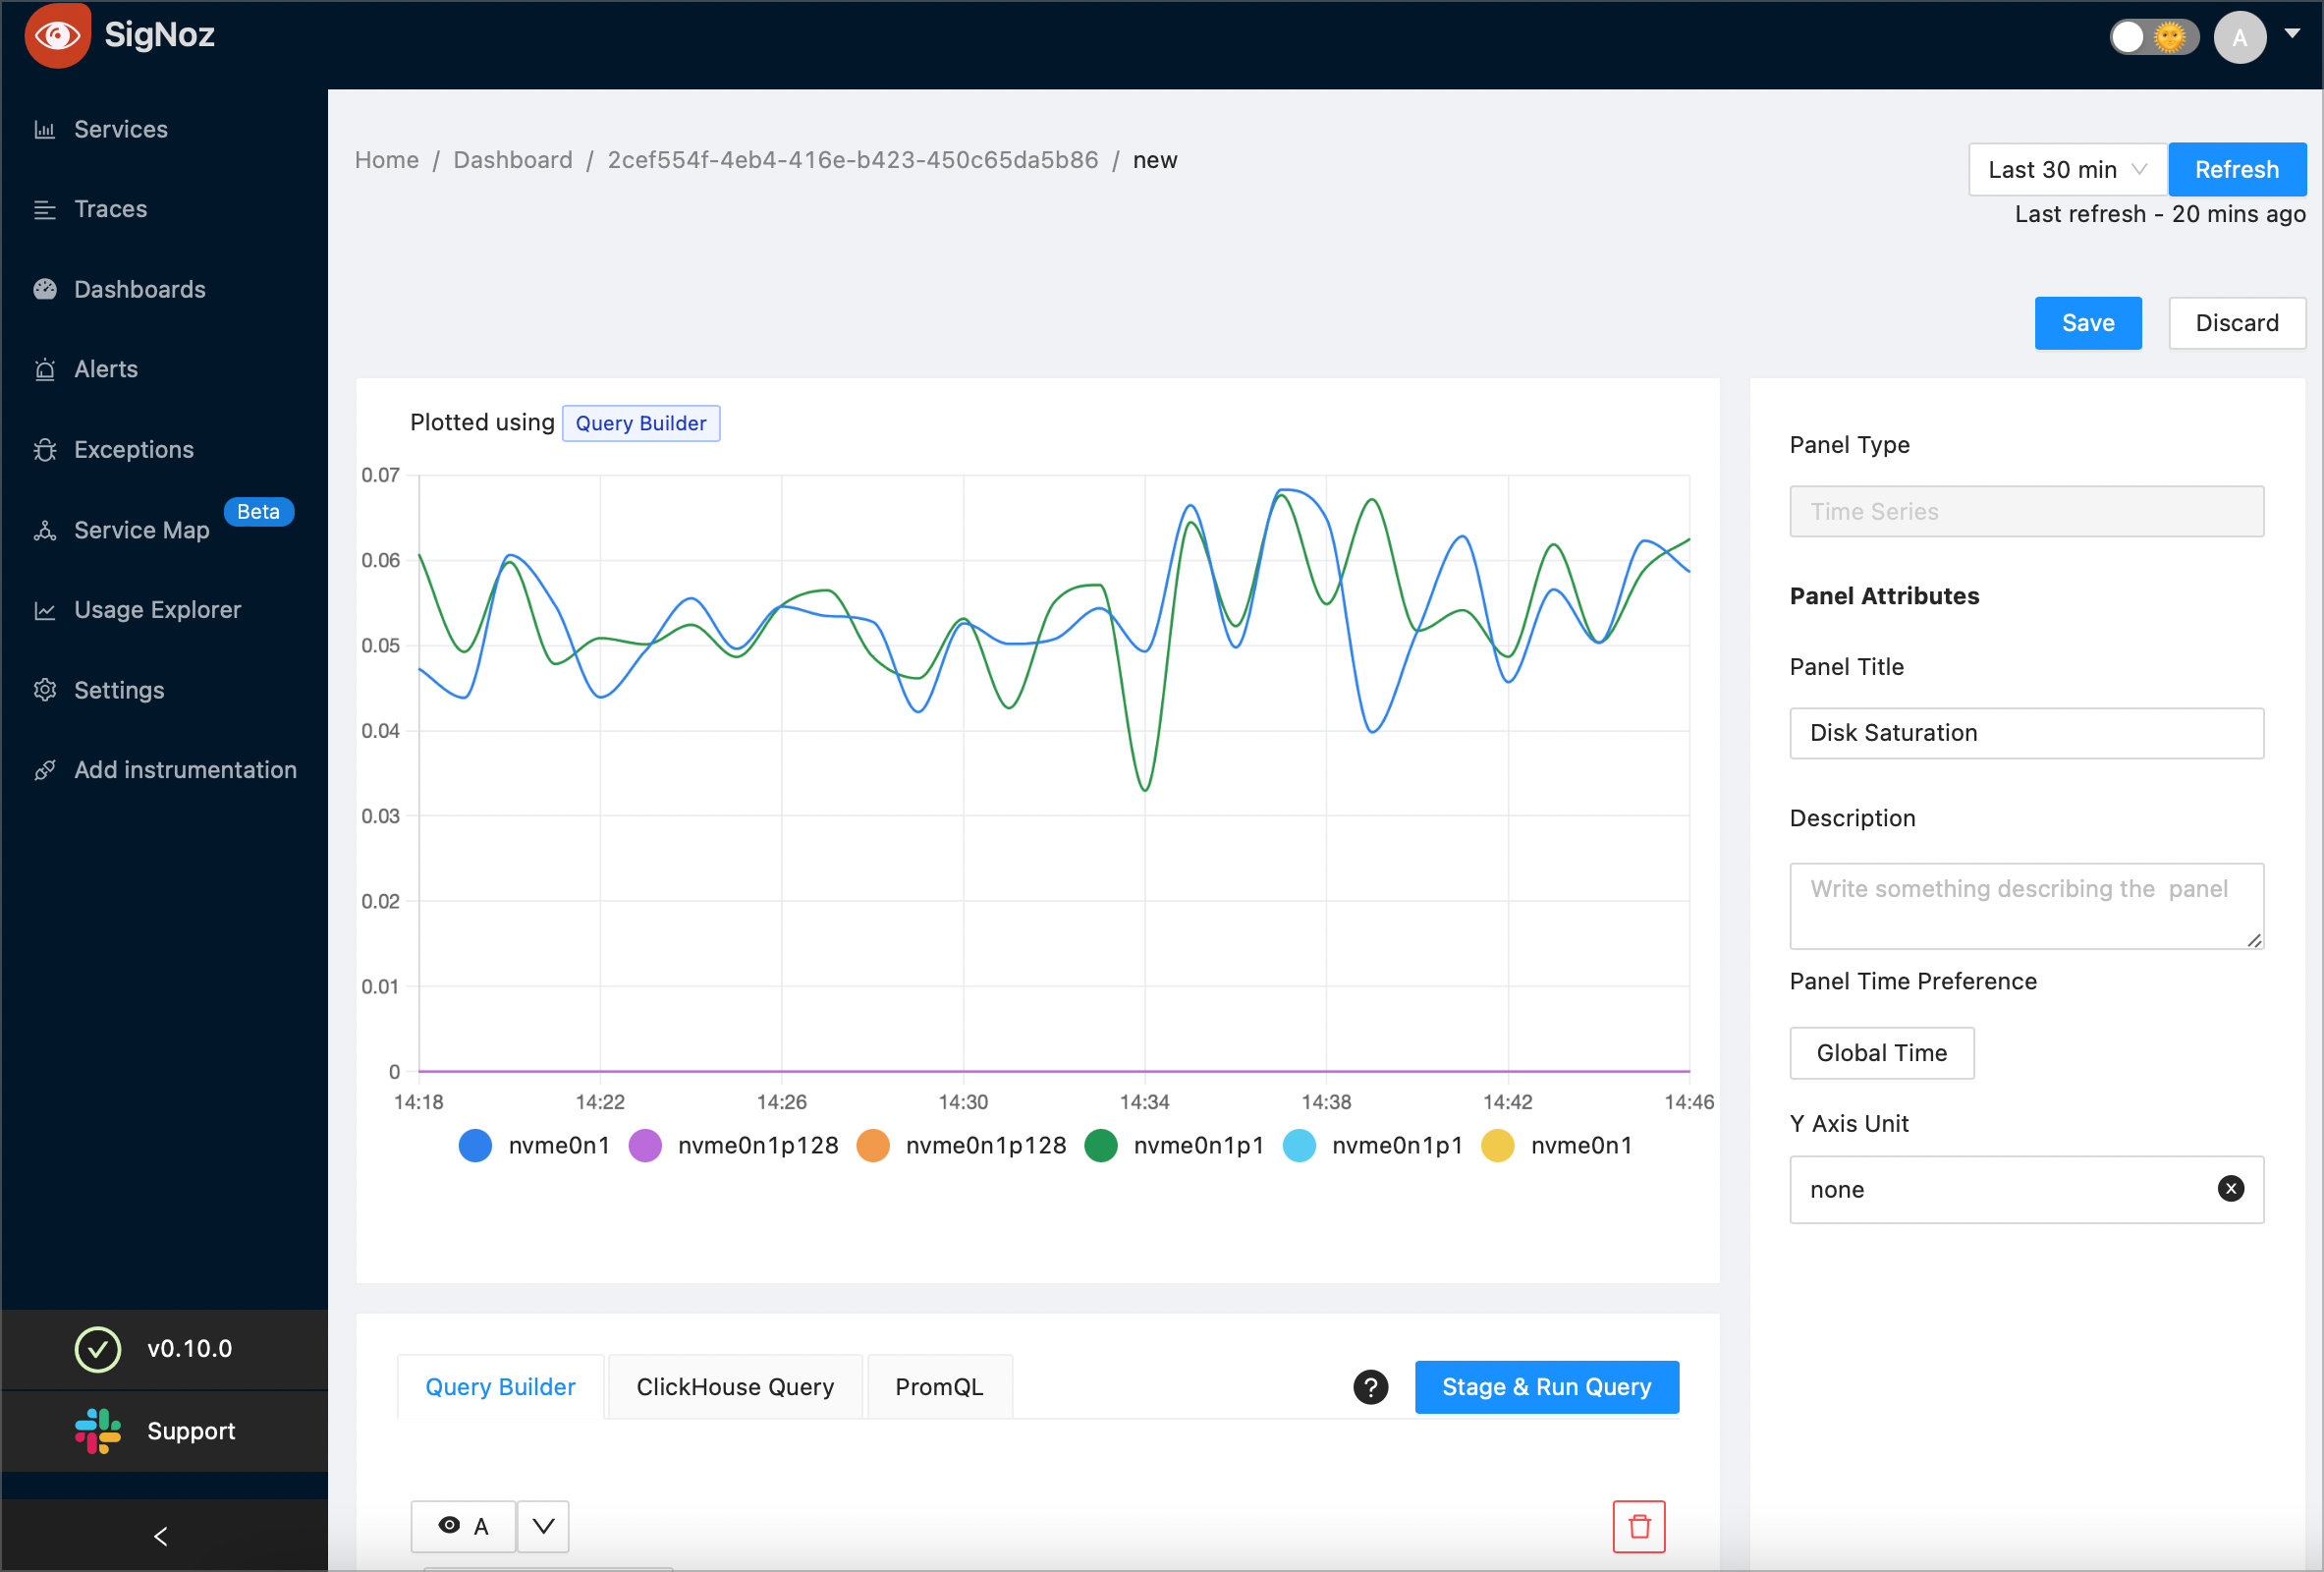 SigNoz
A
Services
Traces
Dashboards
Alerts
Exceptions
Service Map
Beta
Usage Explorer
Settings
Add instrumentation
v0.10.0
Support
Home / Dashboard / 2cef554f-4eb4-416e-b423-450c65da5b86 / new
Last 30 min
Refresh
Last refresh - 20 mins ago
Save
Discard
Plotted using Query Builder
0.07
0.06
0.05
0.04
0.03
0.02
0.01
0
14:18 14:22 14:26 14:30 14:34 14:38 14:42 14:46
nvme0n1 nvme0n1p128 nvme0n1p128 nvme0n1p1 nvme0n1p1 nvme0n1
Panel Type
Time Series
Panel Attributes
Panel Title
Disk Saturation
Description
Write something describing the  panel
Panel Time Preference
Global Time
Y Axis Unit
none
Query Builder
ClickHouse Query
PromQL
?
Stage & Run Query
A